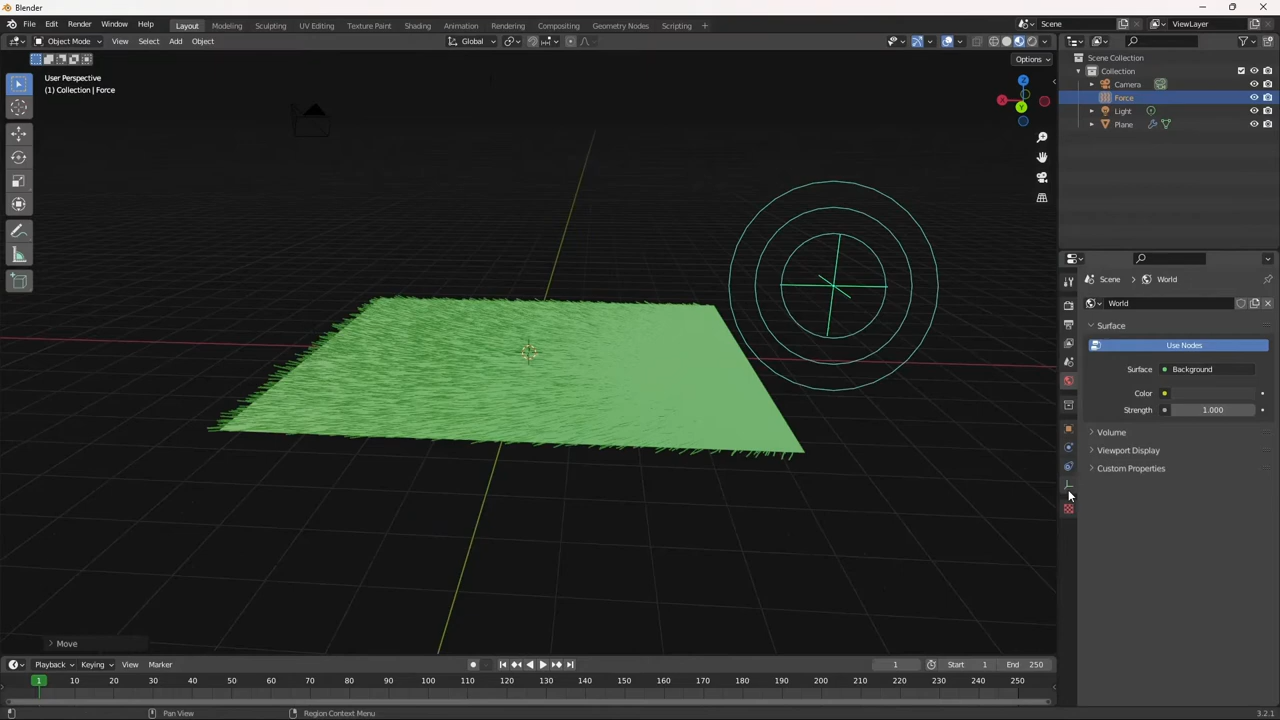 Blender
File Edit Render Window Help Layout Modeling Sculpting UV Editing Texture Paint Shading Animation Rendering Compositing Geometry Nodes Scripting + Scene ViewLayer
Object Mode View Select Add Object Global
Options
User Perspective
(1) Collection | Force
Z
X
Y
Scene Collection
Collection
Camera
Force
Light
Plane
Scene > World
World
Surface
Use Nodes
Surface Background
Color
Strength 1.000
Volume
Viewport Display
Custom Properties
Move
Playback Keying View Marker 1 Start 1 End 250
1 10 20 30 40 50 60 70 80 90 100 110 120 130 140 150 160 170 180 190 200 210 220 230 240 250
Pan View Region Context Menu 3.2.1